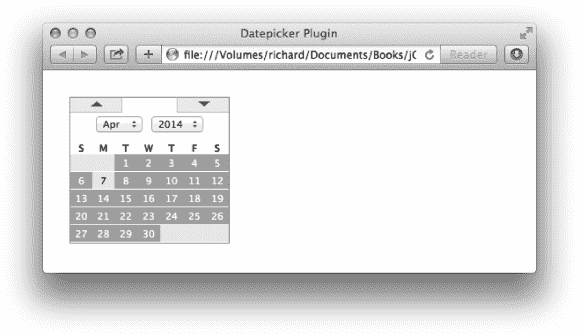 Datepicker Plugin
file:///Volumes/richard/Documents/Books/jQ
Reader
Apr 2014
S M T W T F S
1 2 3 4 5
6 7 8 9 10 11 12
13 14 15 16 17 18 19
20 21 22 23 24 25 26
27 28 29 30